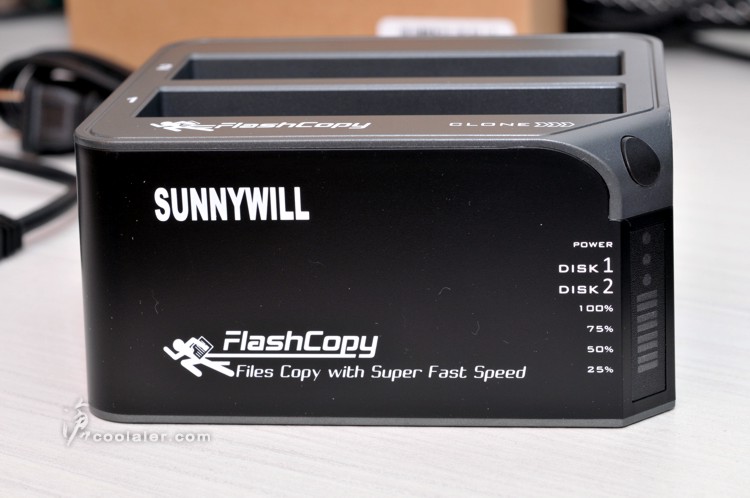 FlashCopy CLONE
SUNNYWILL
POWER
DISK 1
DISK 2
100%
75%
50%
25%
FlashCopy
Files Copy with Super Fast Speed
滄 coolaler.com